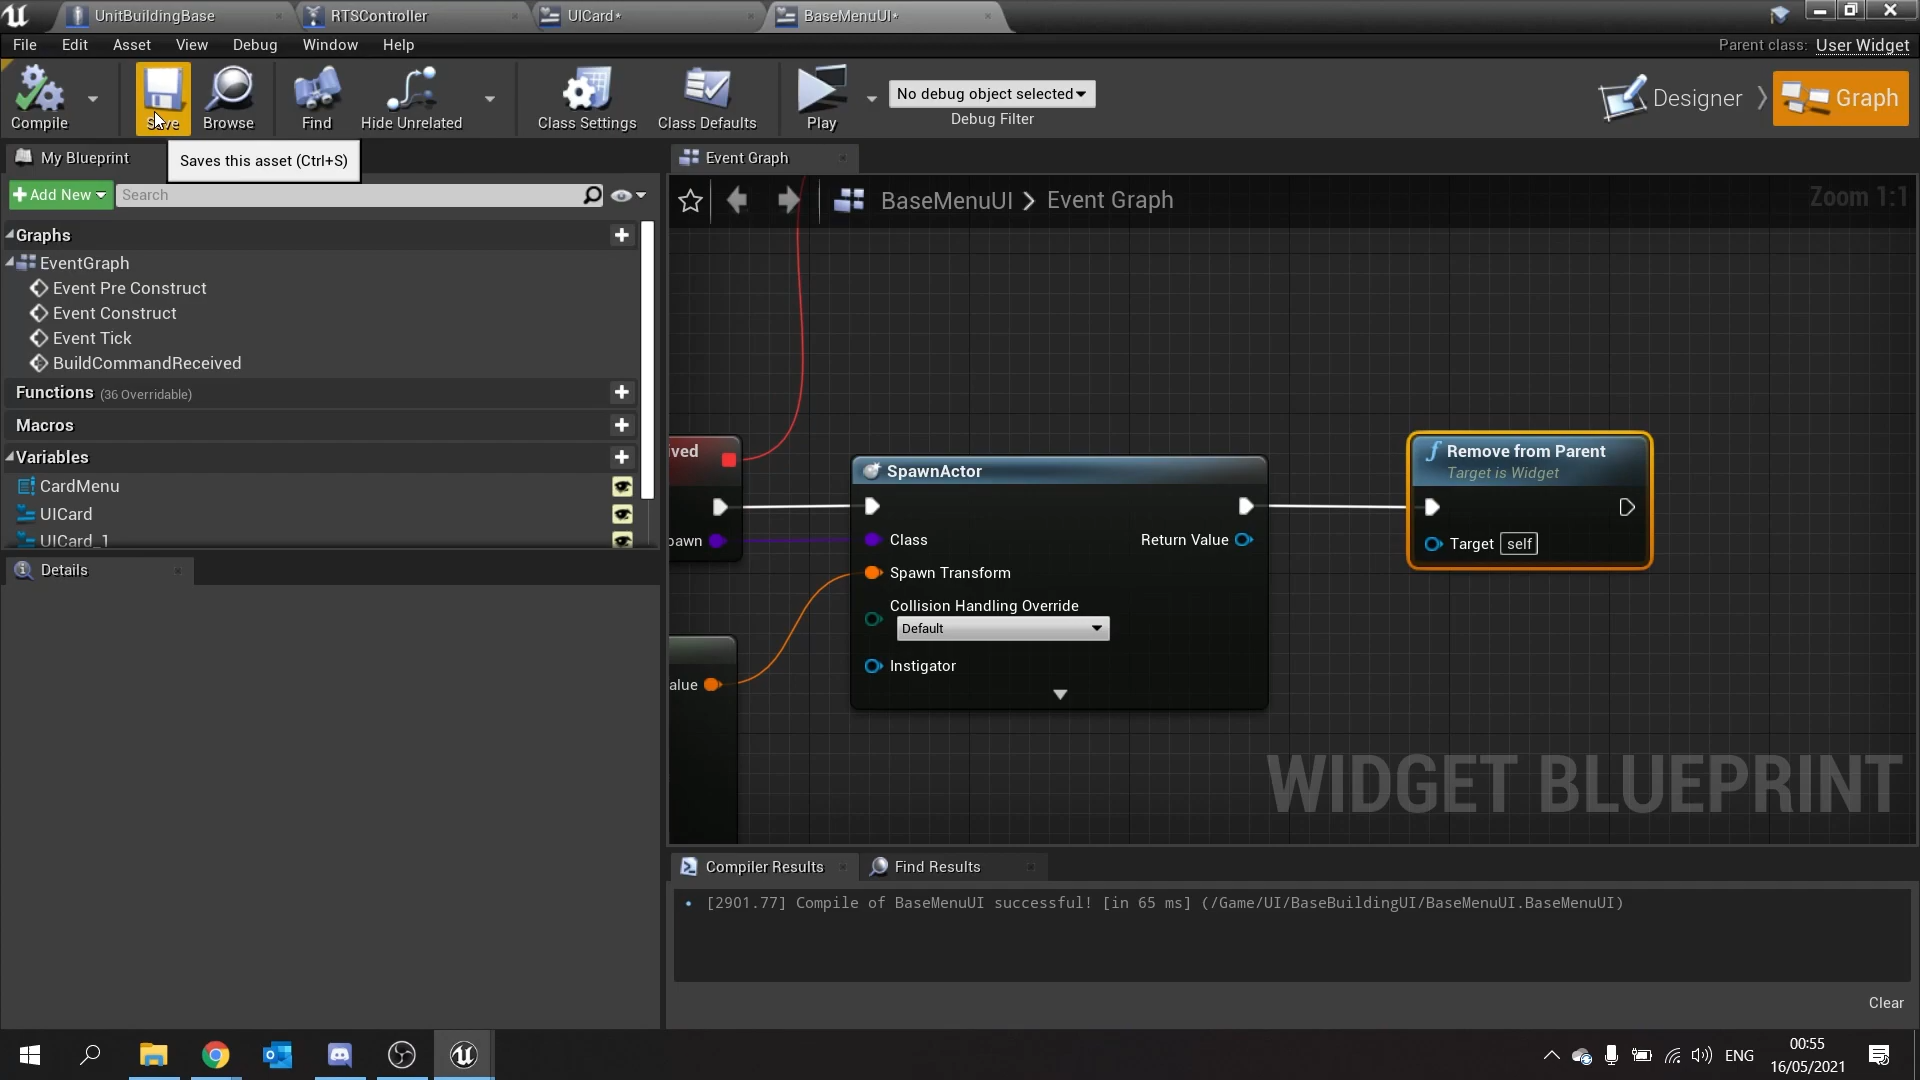 UnitBuildingBase
RTSController
UICard*
BaseMenuUI*
File Edit Asset View Debug Window Help
Parent class: User Widget
Compile
Save
Browse
Find
Hide Unrelated
Class Settings
Class Defaults
Play
No debug object selected
Debug Filter
Designer
Graph
My Blueprint
Saves this asset (Ctrl+S)
Event Graph
Add New
Search
BaseMenuUI > Event Graph
Zoom 1:1
Graphs
EventGraph
Event Pre Construct
Event Construct
Event Tick
BuildCommandReceived
Functions (36 Overridable)
Macros
Variables
CardMenu
UICard
UICard_1
Details
ived
pawn
alue
SpawnActor
Class
Return Value
Spawn Transform
Collision Handling Override
Default
Instigator
f Remove from Parent
Target is Widget
Target self
WIDGET BLUEPRINT
Compiler Results
Find Results
[2901.77] Compile of BaseMenuUI successful! [in 65 ms] (/Game/UI/BaseBuildingUI/BaseMenuUI.BaseMenuUI)
Clear
ENG
00:55
16/05/2021